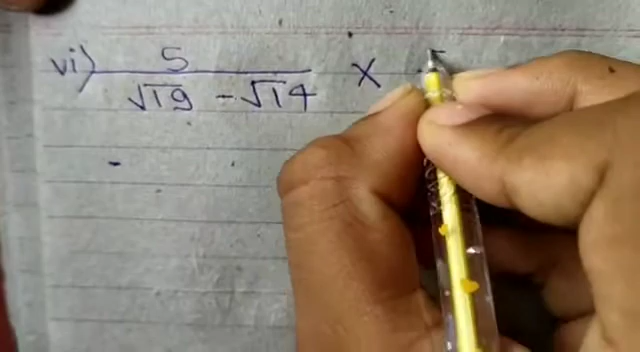 vi) 5 / √19 - √14 ×